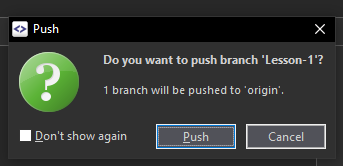 Push
Do you want to push branch 'Lesson-1'?
1 branch will be pushed to 'origin'.
Don't show again
Push
Cancel